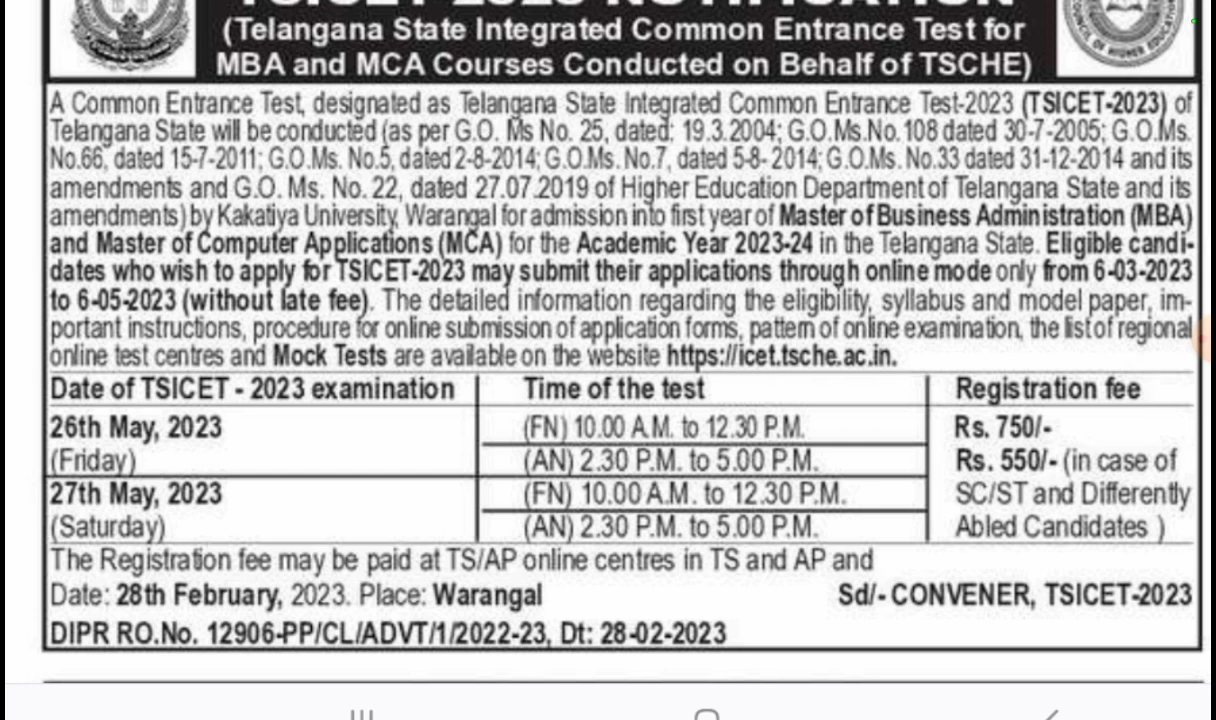 TSICET-2023 NOTIFICATION
(Telangana State Integrated Common Entrance Test for
MBA and MCA Courses Conducted on Behalf of TSCHE)
COUNCIL OF HIGHER EDUCATION
A Common Entrance Test, designated as Telangana State Integrated Common Entrance Test-2023 (TSICET-2023) of
Telangana State will be conducted (as per G.O. Ms No. 25, dated: 19.3.2004; G.O.Ms.No.108 dated 30-7-2005; G.O.Ms.
No.66, dated 15-7-2011; G.O.Ms. No.5, dated 2-8-2014; G.O.Ms. No.7, dated 5-8- 2014; G.O.Ms. No.33 dated 31-12-2014 and its
amendments and G.O. Ms. No. 22, dated 27.07.2019 of Higher Education Department of Telangana State and its
amendments) by Kakatiya University, Warangal for admission into first year of Master of Business Administration (MBA)
and Master of Computer Applications (MCA) for the Academic Year 2023-24 in the Telangana State. Eligible candi-
dates who wish to apply for TSICET-2023 may submit their applications through online mode only from 6-03-2023
to 6-05-2023 (without late fee). The detailed information regarding the eligibility, syllabus and model paper, im-
portant instructions, procedure for online submission of application forms, pattern of online examination, the list of regional
online test centres and Mock Tests are available on the website https://icet.tsche.ac.in.
Date of TSICET - 2023 examination Time of the test Registration fee
26th May, 2023 (FN) 10.00 A.M. to 12.30 P.M. Rs. 750/-
(Friday) (AN) 2.30 P.M. to 5.00 P.M. Rs. 550/- (in case of
27th May, 2023 (FN) 10.00 A.M. to 12.30 P.M. SC/ST and Differently
(Saturday) (AN) 2.30 P.M. to 5.00 P.M. Abled Candidates )
The Registration fee may be paid at TS/AP online centres in TS and AP and
Date: 28th February, 2023. Place: Warangal Sd/- CONVENER, TSICET-2023
DIPR RO.No. 12906-PP/CL/ADVT/1/2022-23, Dt: 28-02-2023